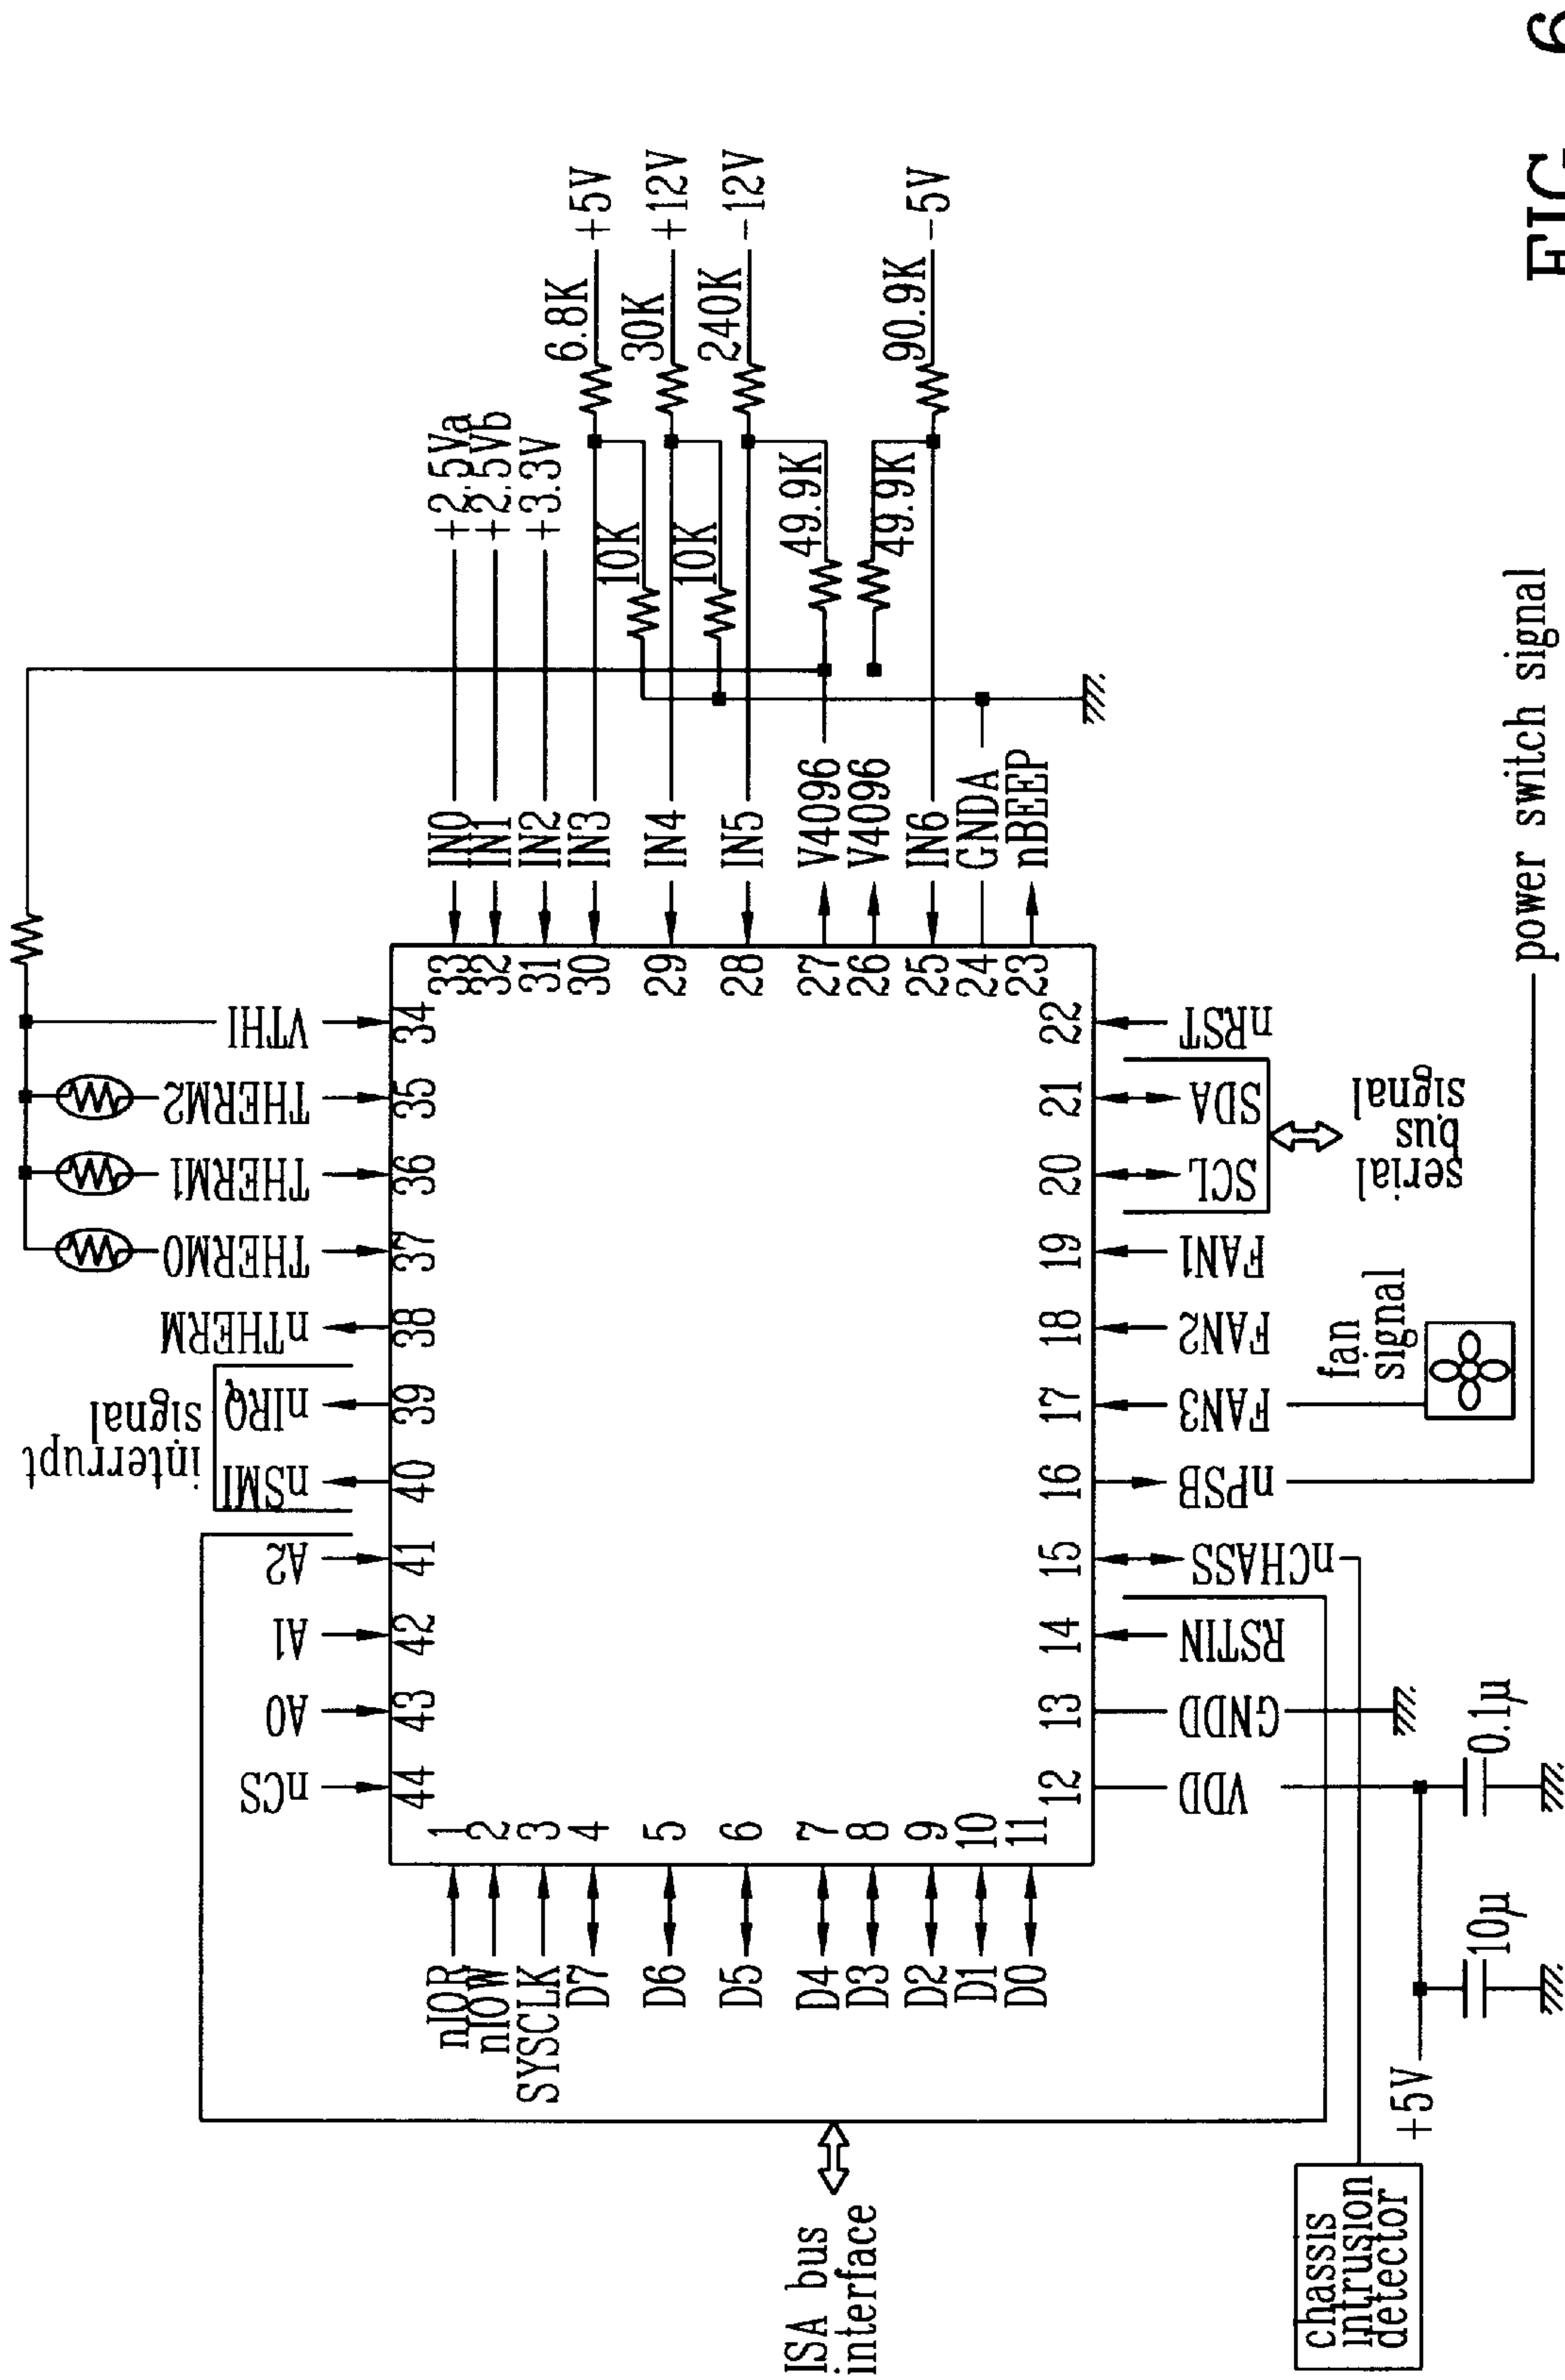 nIOR
nIOW
SYSCLK
D7
D6
D5
D4
D3
D2
D1
D0
1
2
3
4
5
6
7
8
9
10
11
ISA bus
interface
nCS
A0
A1
A2
nSMI
nIRQ
interrupt
signal
nTHERM
THERM0
THERM1
THERM2
VTHI
44
43
42
41
40
39
38
37
36
35
34
33
32
31
30
29
28
27
26
25
24
23
IN0
IN1
IN2
IN3
IN4
IN5
V4096
V4096
IN6
GNDA
nBEEP
+2.5Va
+2.5Vb
+3.3V
10K
10K
49.9K
49.9K
6.8K
30K
240K
90.9K
+5V
+12V
-12V
-5V
12
13
14
15
16
17
18
19
20
21
22
VDD
GNDD
RSTIN
nCHASS
nPSB
FAN3
FAN2
FAN1
SCL
SDA
nRST
serial
bus
signal
fan
signal
power switch signal
chassis
intrusion
detector
+5V
10μ
0.1μ
FIG. 6